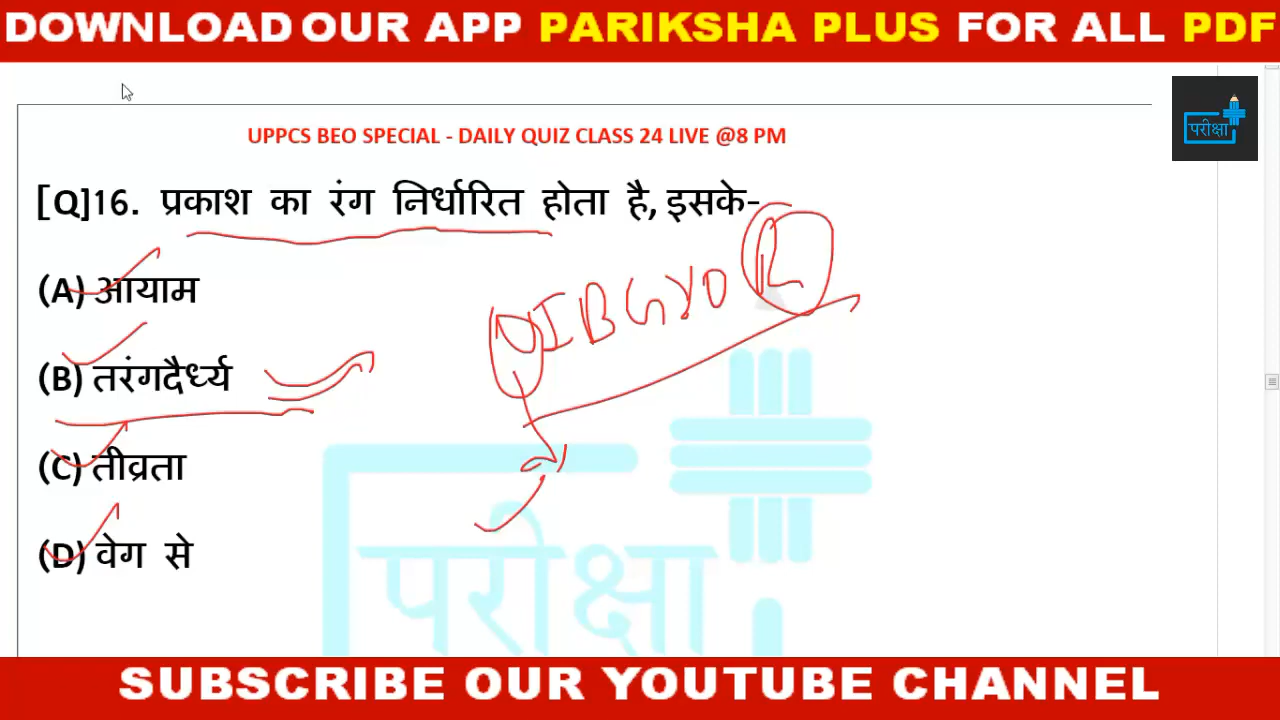 DOWNLOAD OUR APP PARIKSHA PLUS FOR ALL PDF
परीक्षा
UPPCS BEO SPECIAL - DAILY QUIZ CLASS 24 LIVE @8 PM
[Q]16. प्रकाश का रंग निर्धारित होता है, इसके-
(A) आयाम
VIBGYOR
(B) तरंगदैर्ध्य
(C) तीव्रता
(D) वेग से
परीक्षा
SUBSCRIBE OUR YOUTUBE CHANNEL